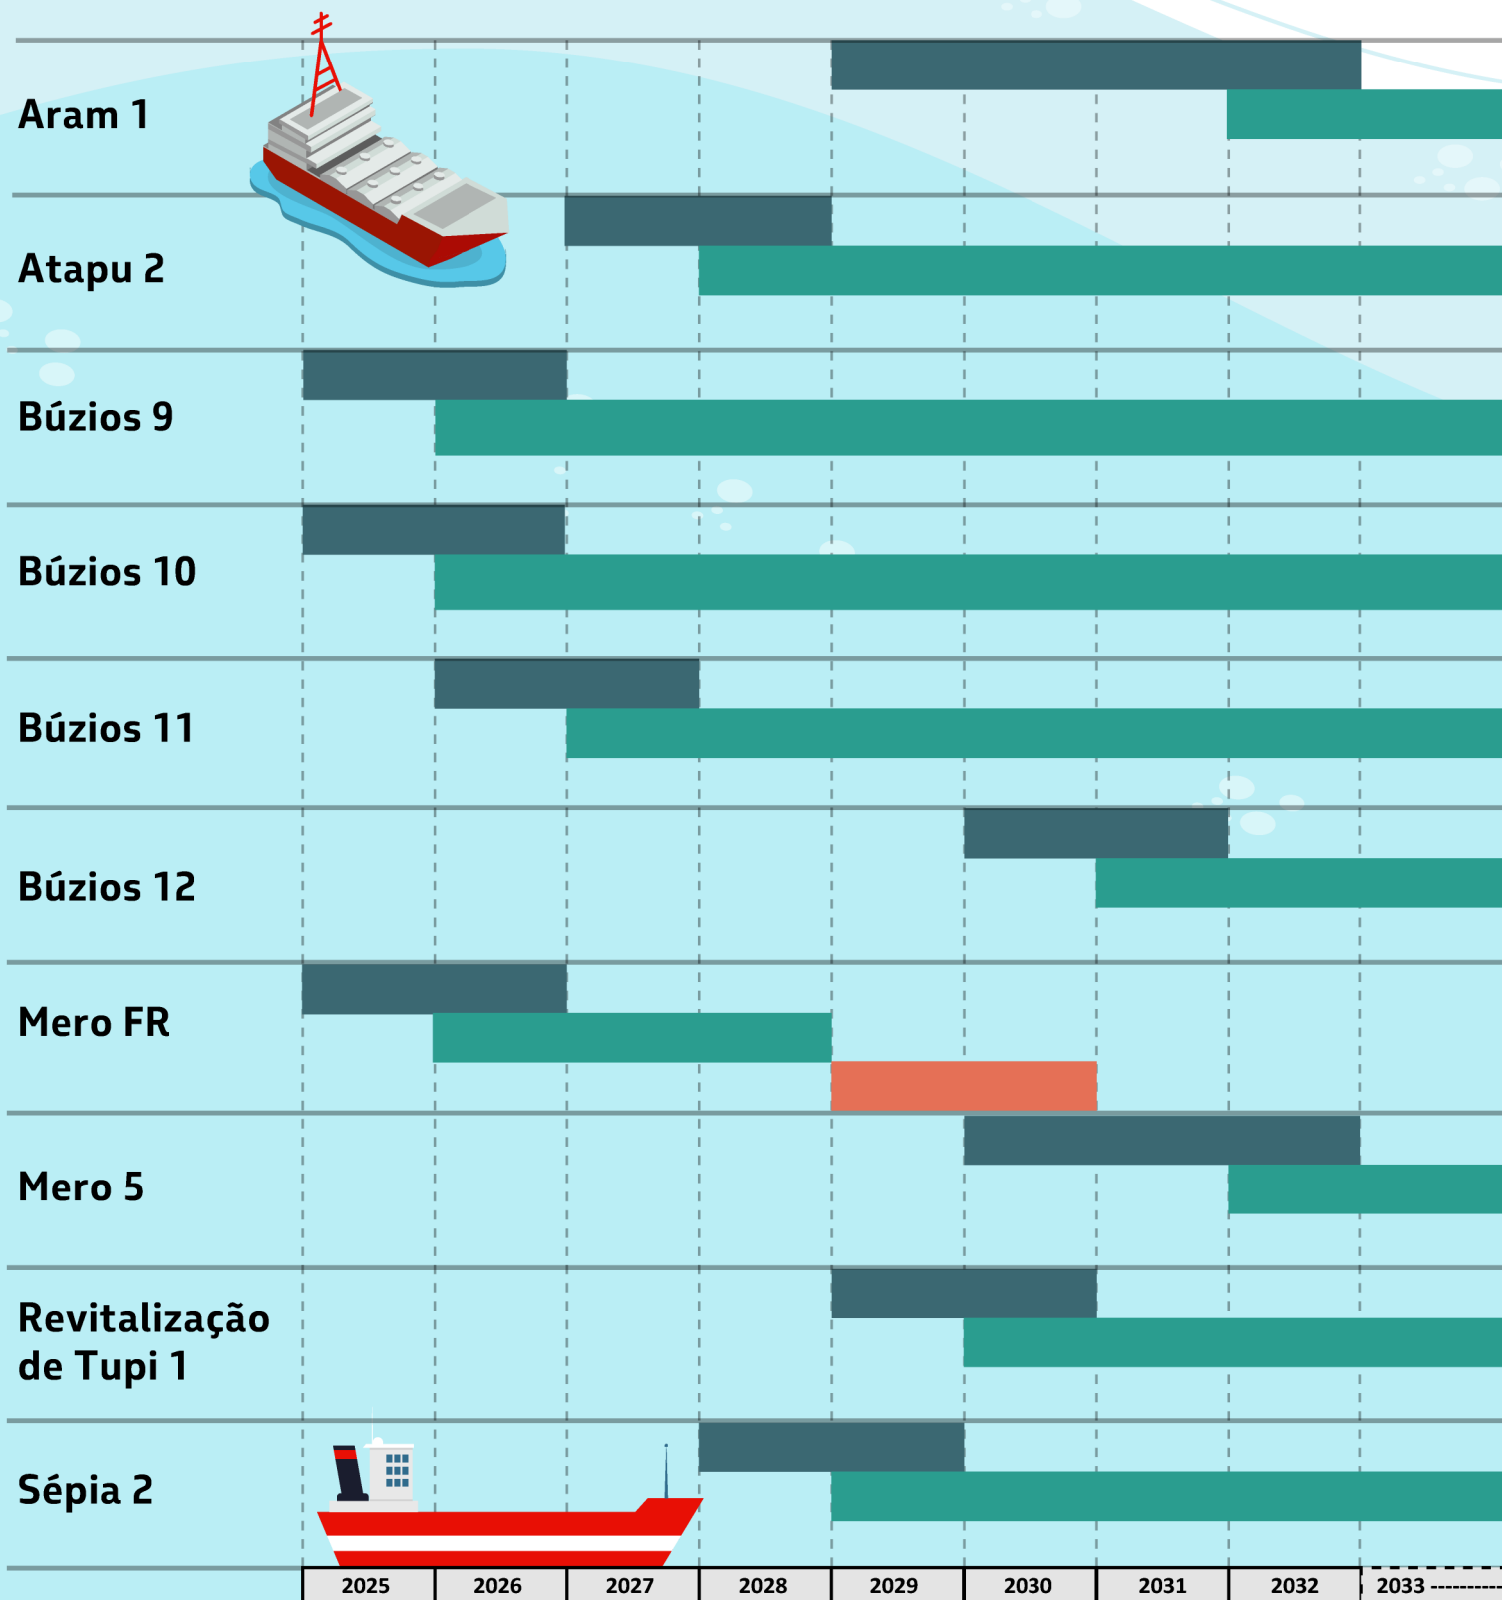 Aram 1
Atapu 2
Búzios 9
Búzios 10
Búzios 11
Búzios 12
Mero FR
Mero 5
Revitalização
de Tupi 1
Sépia 2
2025 2026 2027 2028 2029 2030 2031 2032 2033